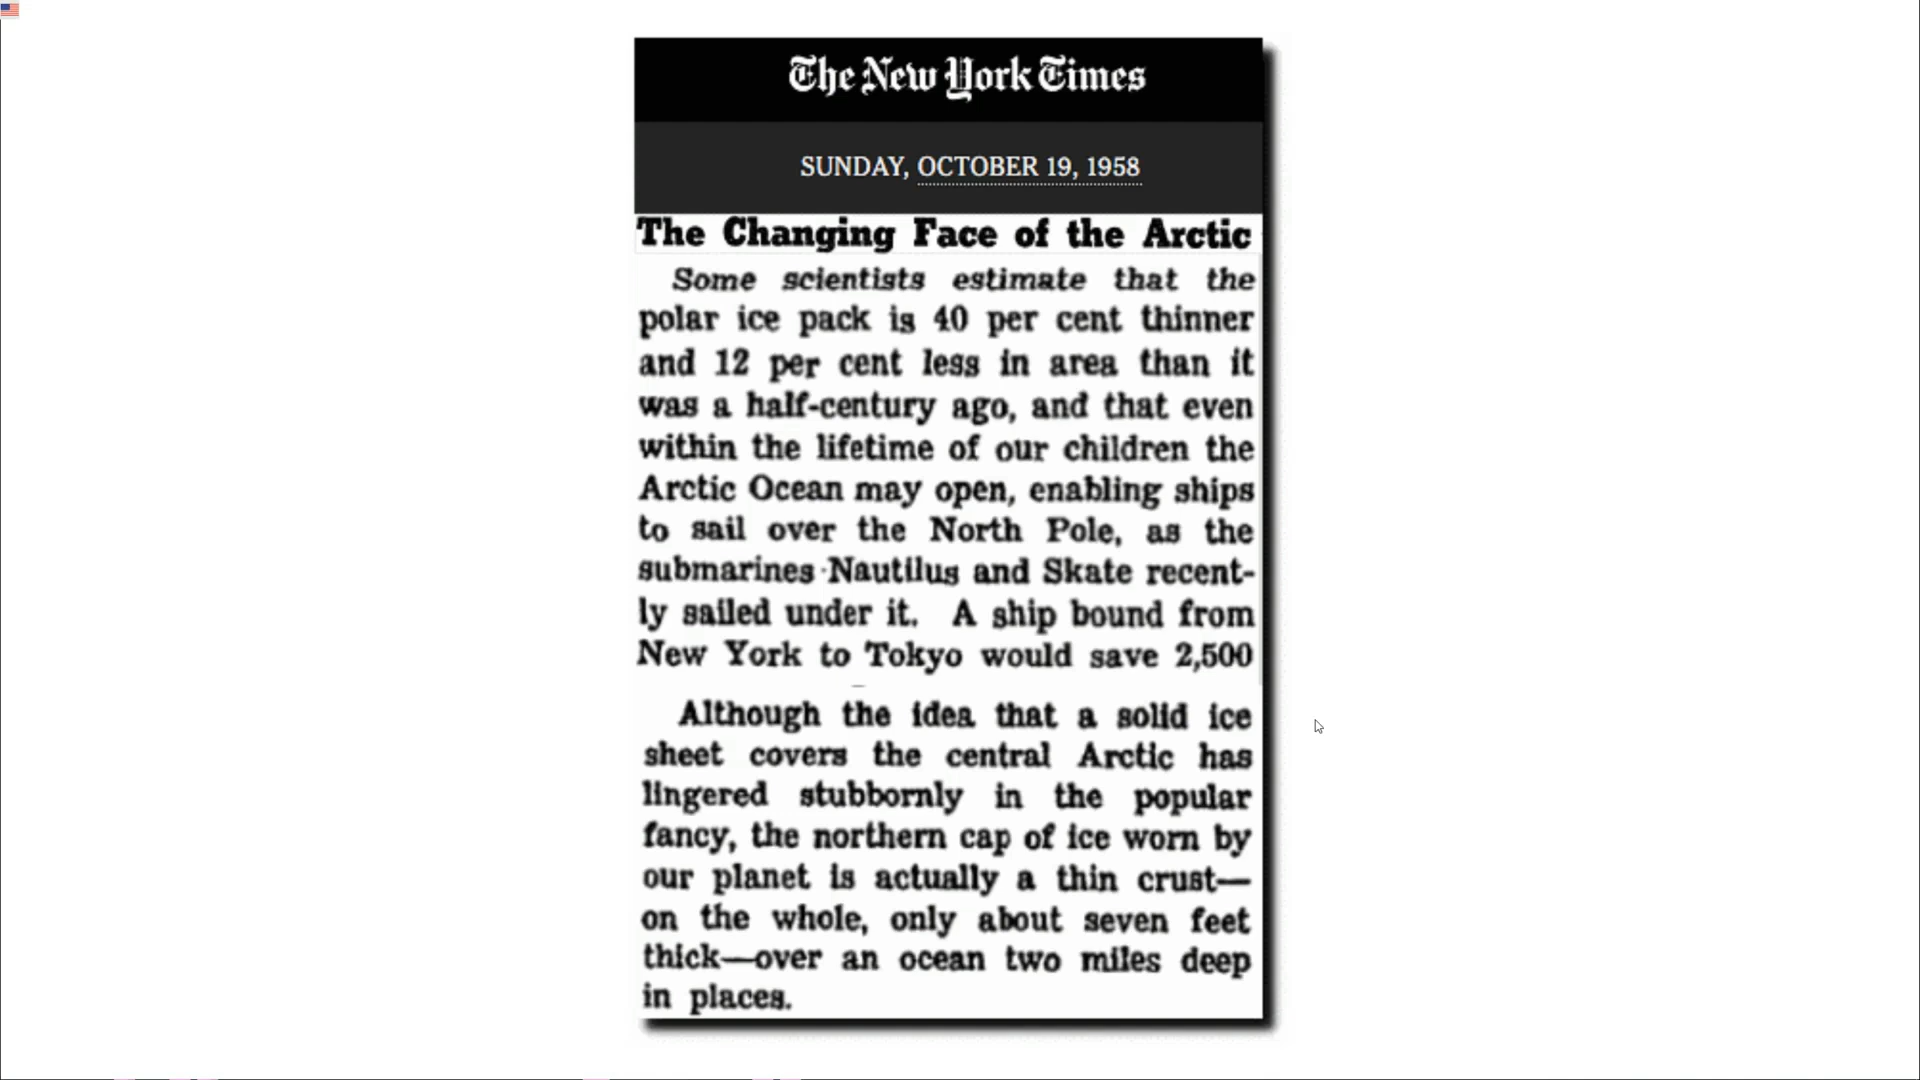 The New York Times
SUNDAY, OCTOBER 19, 1958
The Changing Face of the Arctic
Some scientists estimate that the
polar ice pack is 40 per cent thinner
and 12 per cent less in area than it
was a half-century ago, and that even
within the lifetime of our children the
Arctic Ocean may open, enabling ships
to sail over the North Pole, as the
submarines Nautilus and Skate recent-
ly sailed under it. A ship bound from
New York to Tokyo would save 2,500
Although the idea that a solid ice
sheet covers the central Arctic has
lingered stubbornly in the popular
fancy, the northern cap of ice worn by
our planet is actually a thin crust—
on the whole, only about seven feet
thick—over an ocean two miles deep
in places.